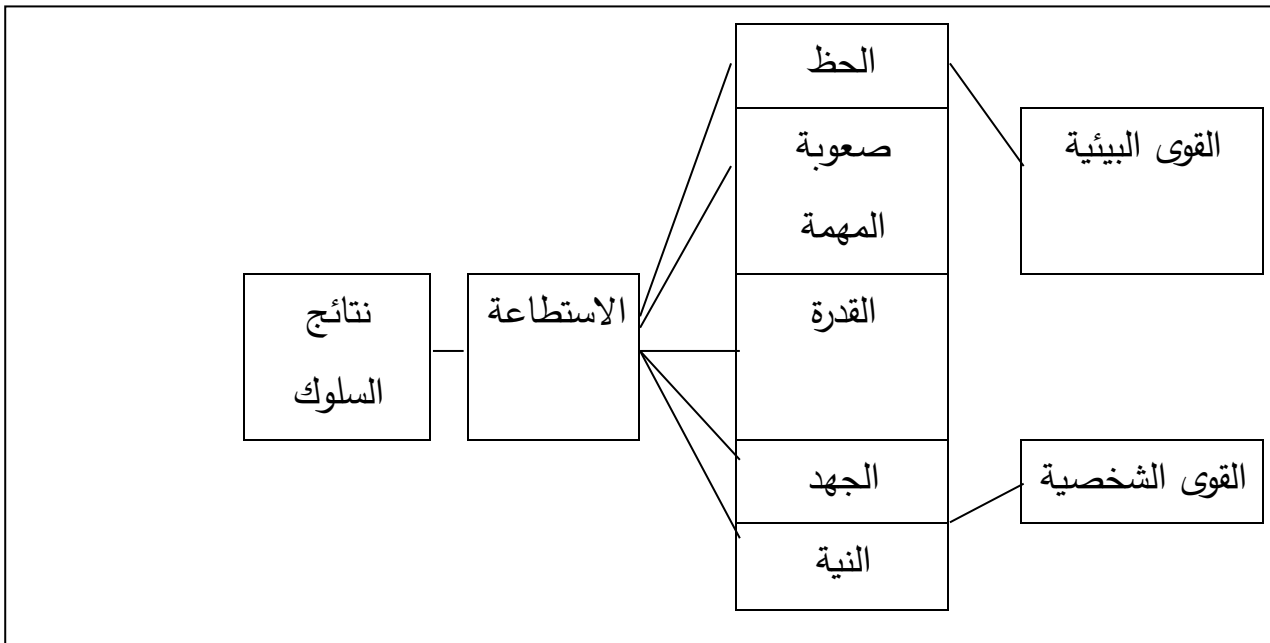 الحظ
القوى البيئية
صعوبة
المهمة
القدرة
الاستطاعة
نتائج
السلوك
الجهد
القوى الشخصية
النية